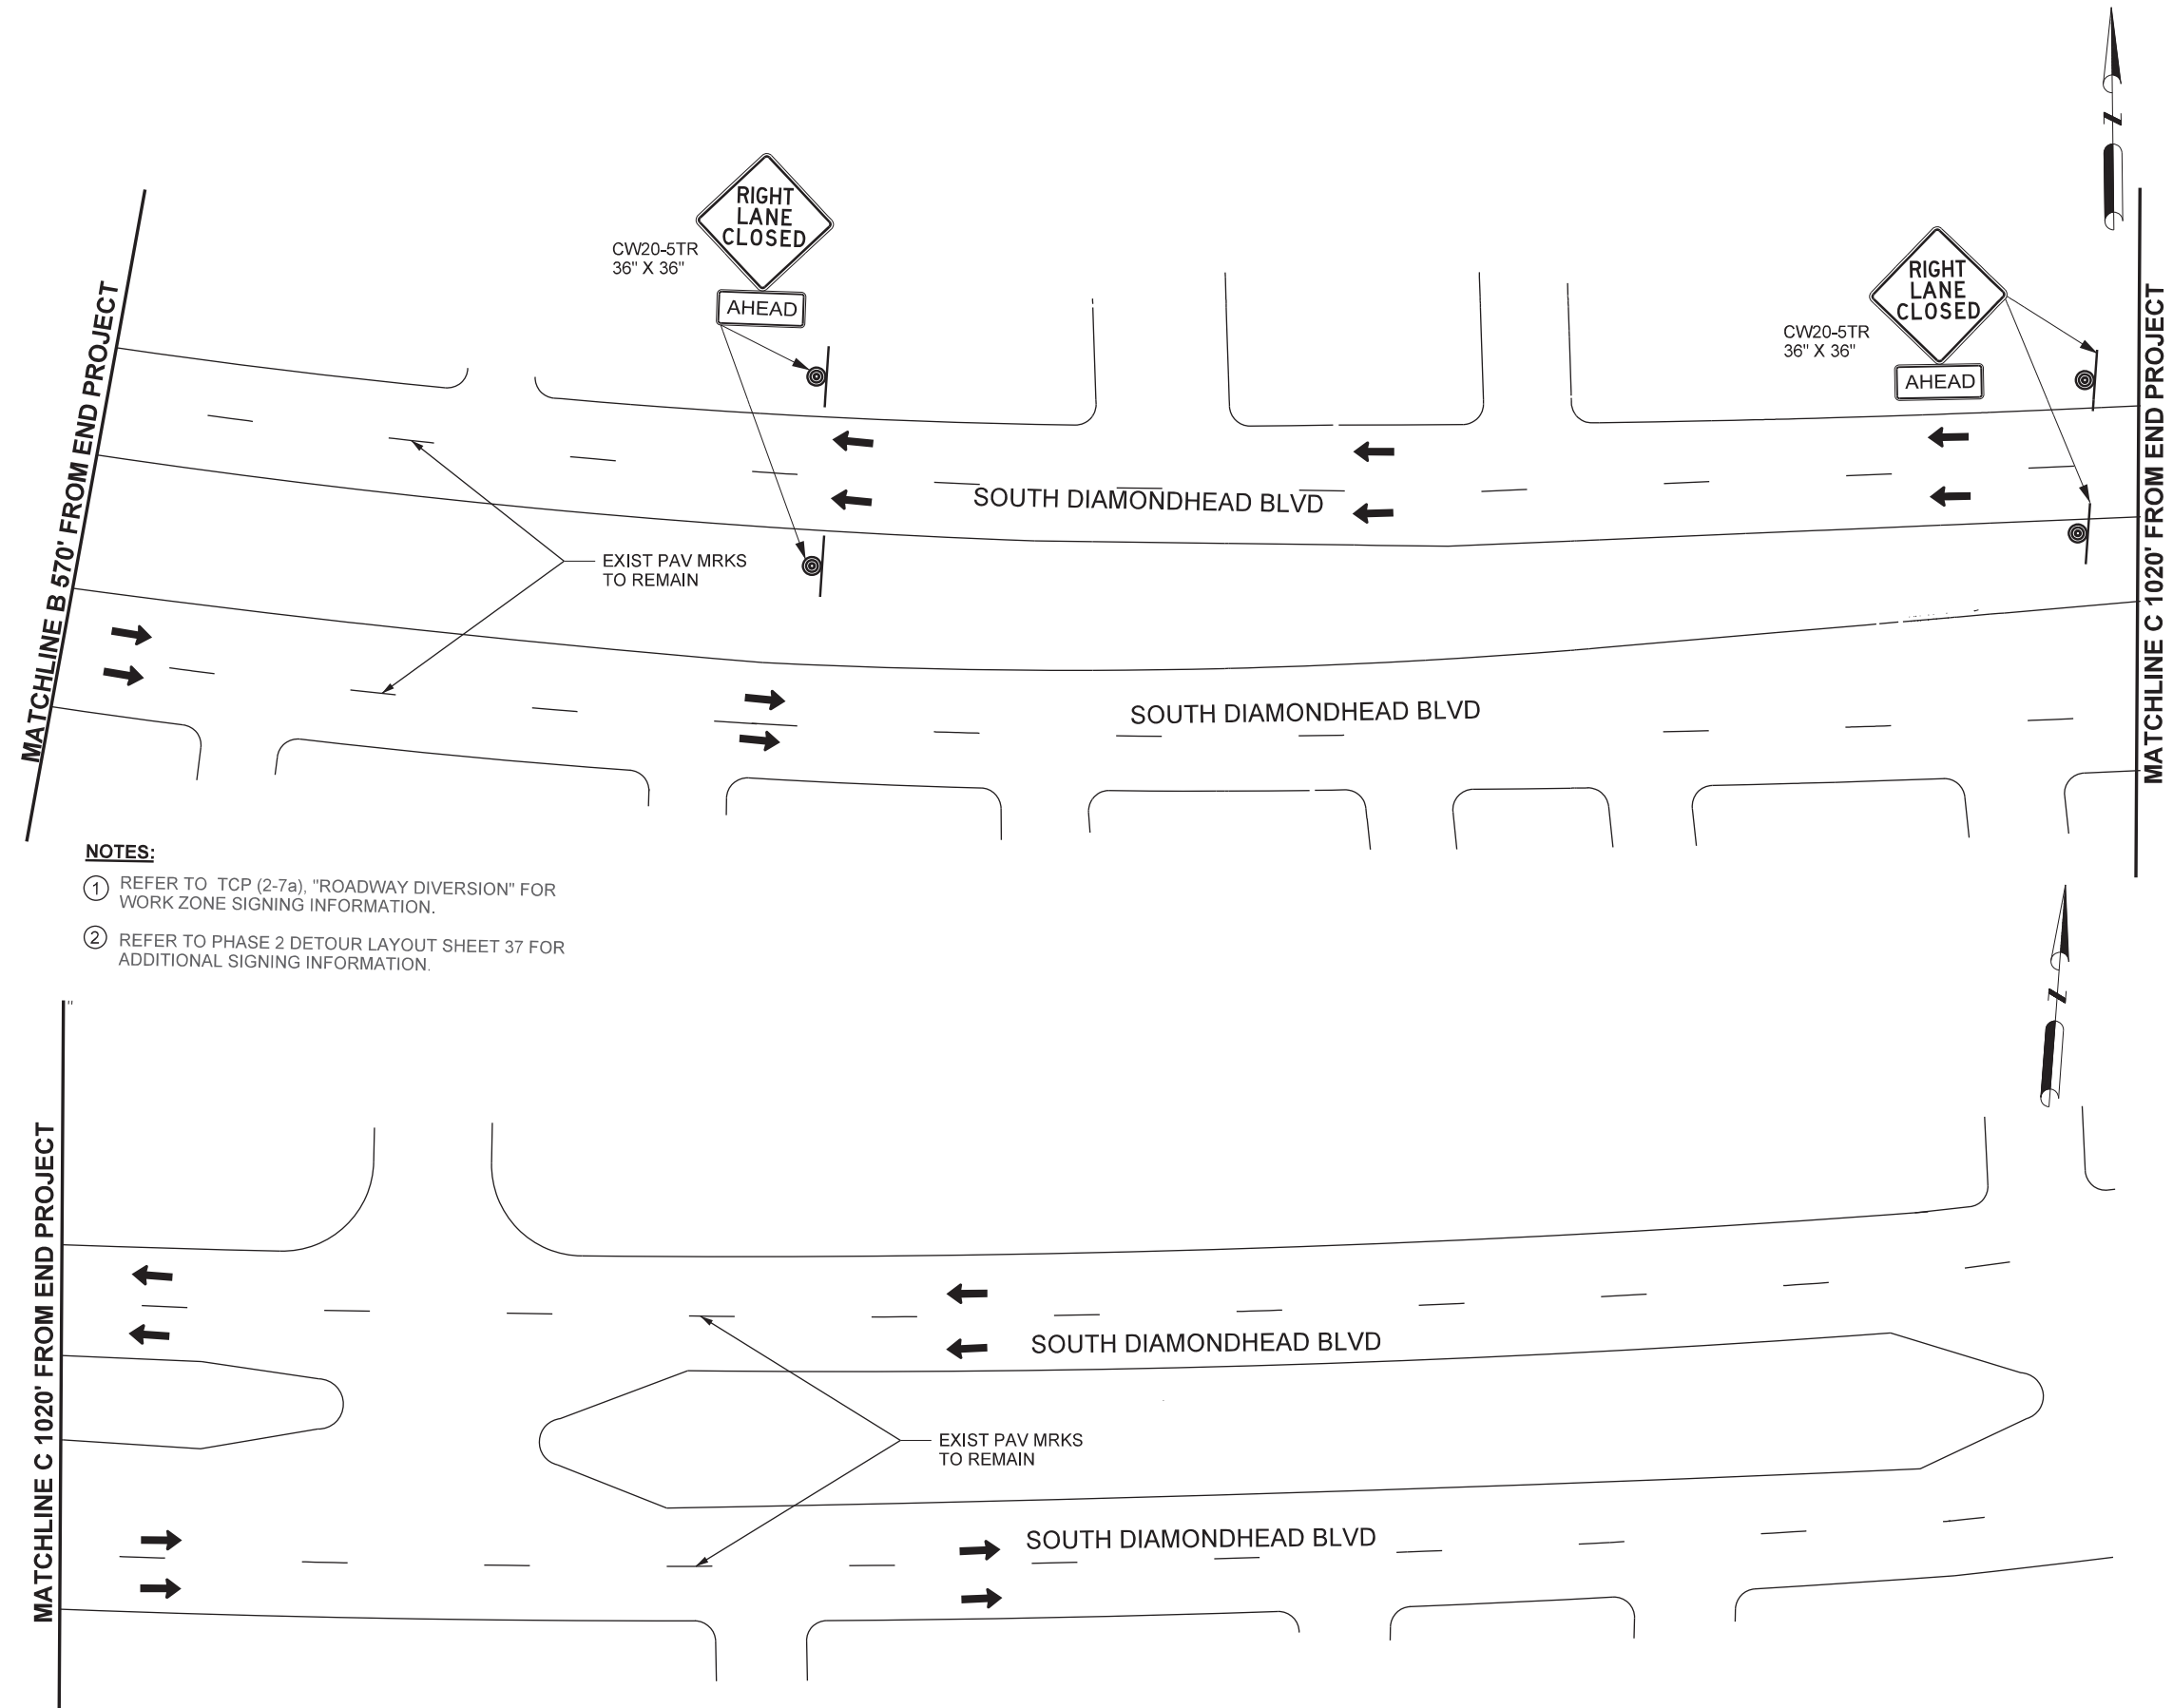 RIGHT
LANE
CLOSED
AHEAD
CW20-5TR
36" X 36"
RIGHT
LANE
CLOSED
AHEAD
CW20-5TR
36" X 36"
Z
MATCHLINE B 570' FROM END PROJECT
MATCHLINE C 1020' FROM END PROJECT
SOUTH DIAMONDHEAD BLVD
EXIST PAV MRKS
TO REMAIN
SOUTH DIAMONDHEAD BLVD
NOTES:
1 REFER TO TCP (2-7a), "ROADWAY DIVERSION" FOR
WORK ZONE SIGNING INFORMATION.
2 REFER TO PHASE 2 DETOUR LAYOUT SHEET 37 FOR
ADDITIONAL SIGNING INFORMATION.
Z
MATCHLINE C 1020' FROM END PROJECT
SOUTH DIAMONDHEAD BLVD
EXIST PAV MRKS
TO REMAIN
SOUTH DIAMONDHEAD BLVD